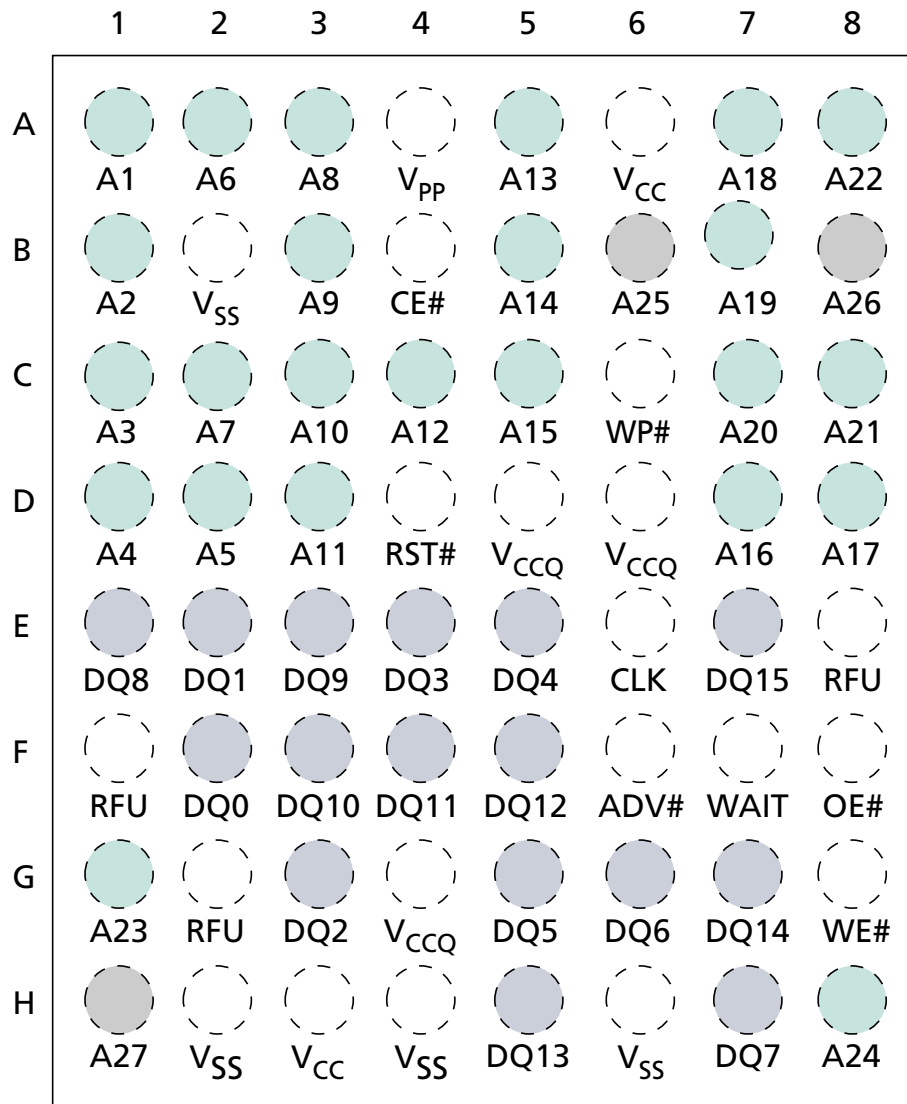 1 2 3 4 5 6 7 8
A
A1 A6 A8 VPP A13 VCC A18 A22
B
A2 VSS A9 CE# A14 A25 A19 A26
C
A3 A7 A10 A12 A15 WP# A20 A21
D
A4 A5 A11 RST# VCCQ VCCQ A16 A17
E
DQ8 DQ1 DQ9 DQ3 DQ4 CLK DQ15 RFU
F
RFU DQ0 DQ10 DQ11 DQ12 ADV# WAIT OE#
G
A23 RFU DQ2 VCCQ DQ5 DQ6 DQ14 WE#
H
A27 VSS VCC VSS DQ13 VSS DQ7 A24